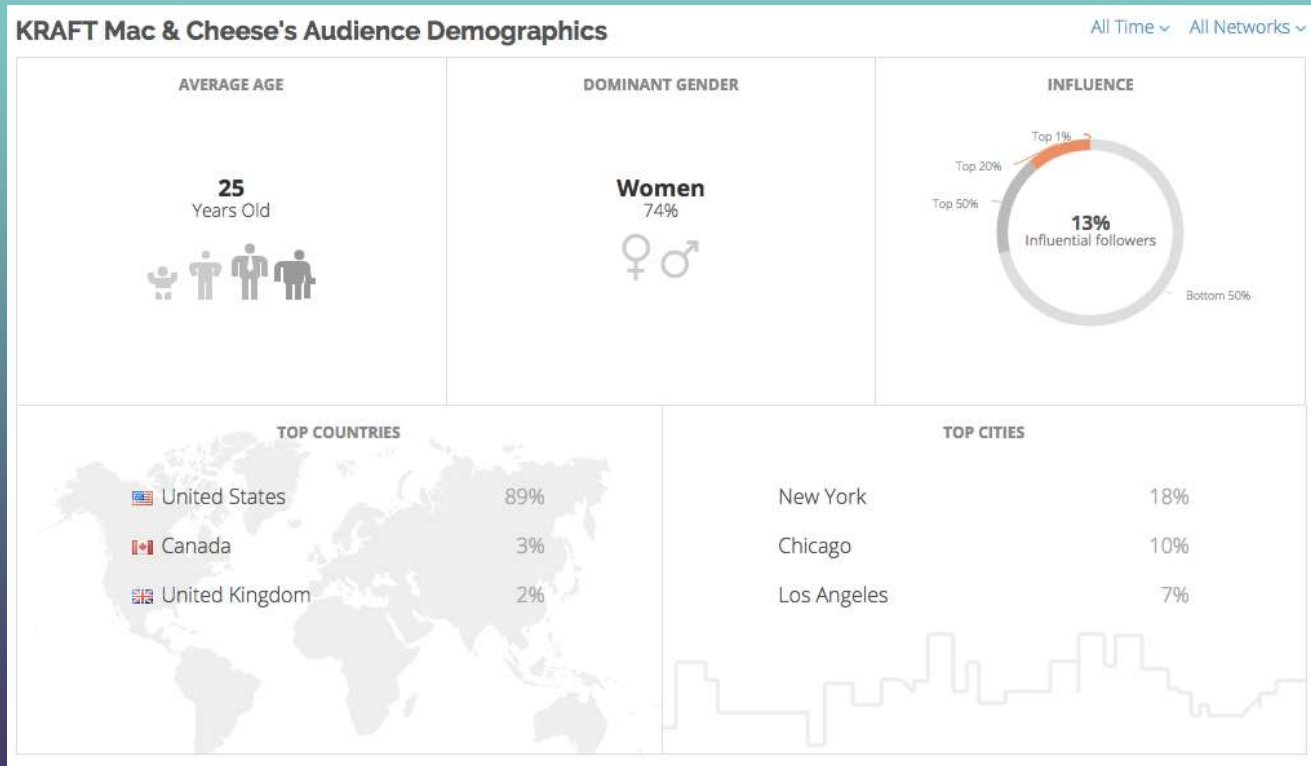 KRAFT Mac & Cheese's Audience Demographics
All Time All Networks
AVERAGE AGE
25
Years Old
DOMINANT GENDER
Women
74%
INFLUENCE
Top 1%
Top 20%
Top 50%
13%
Influential followers
Bottom 50%
TOP COUNTRIES
United States 89%
Canada 3%
United Kingdom 2%
TOP CITIES
New York 18%
Chicago 10%
Los Angeles 7%